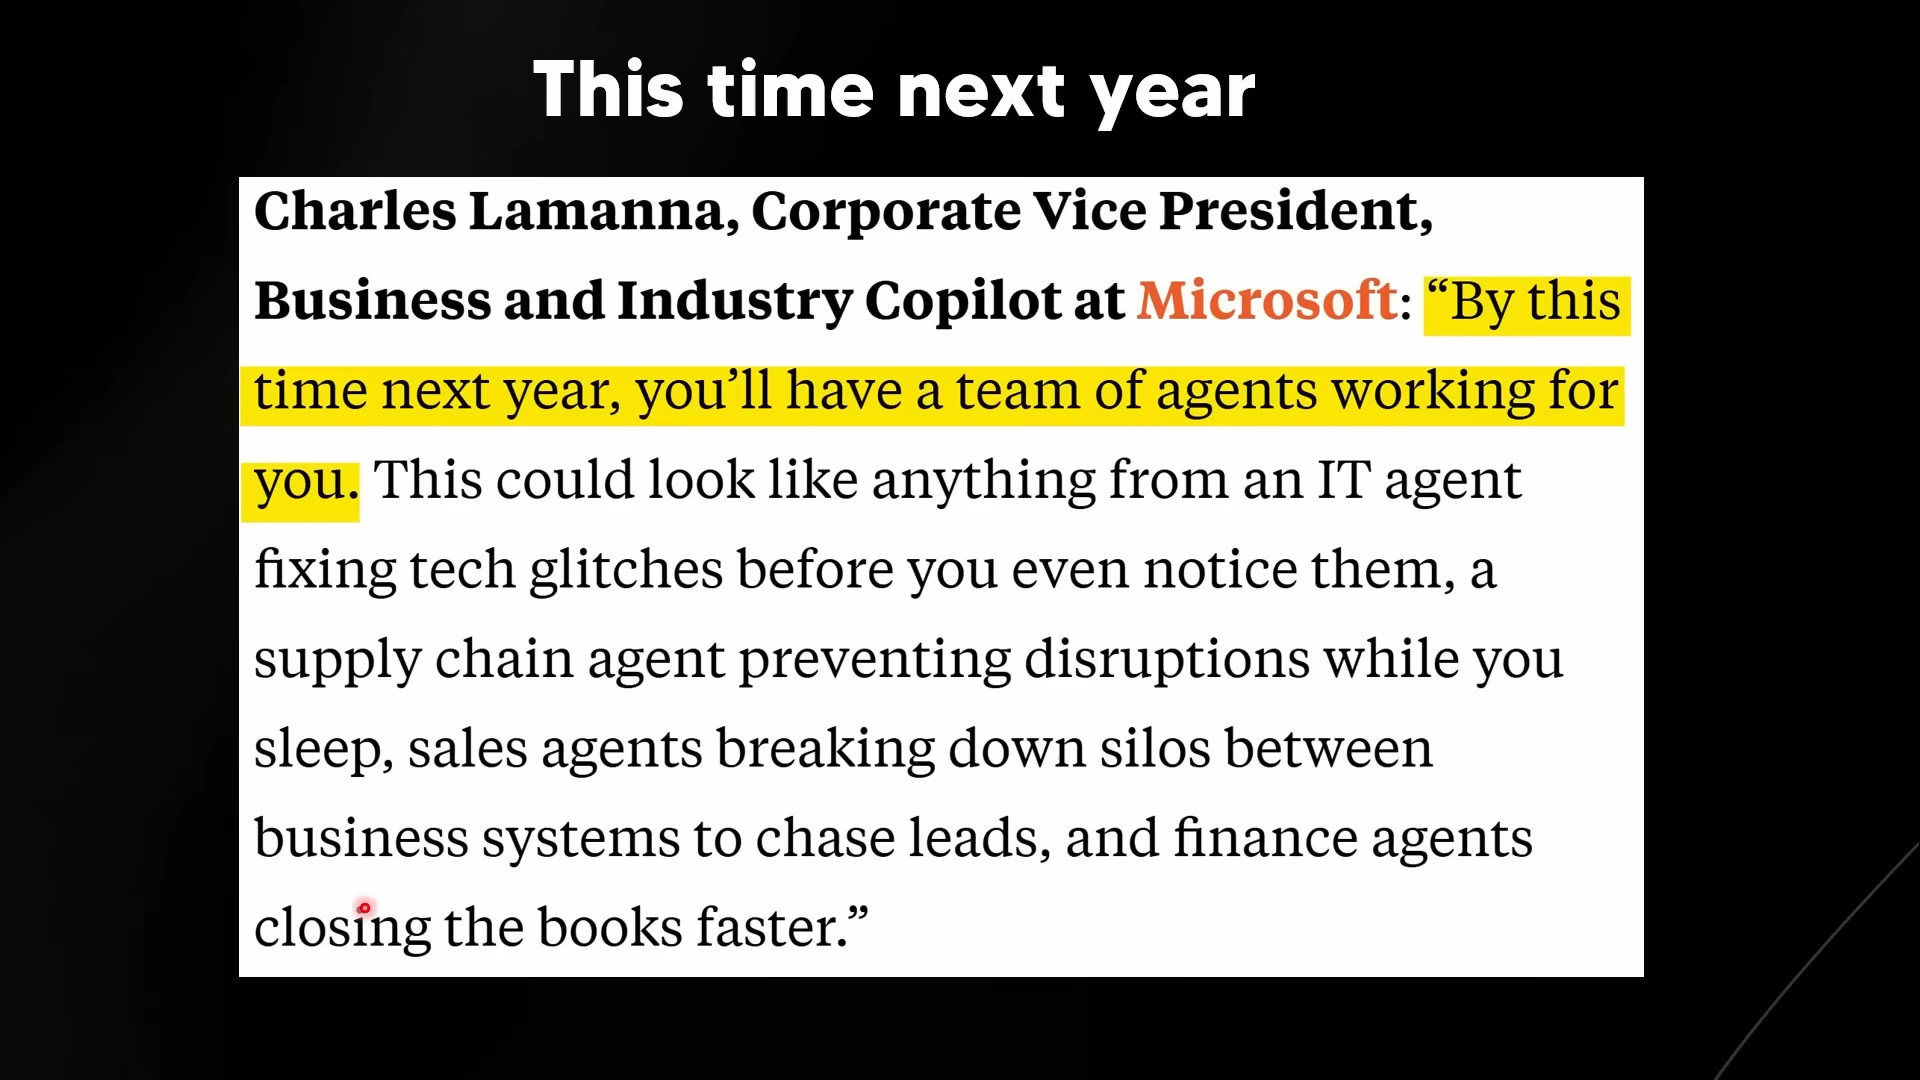 This time next year
Charles Lamanna, Corporate Vice President,
Business and Industry Copilot at Microsoft: “By this
time next year, you’ll have a team of agents working for
you. This could look like anything from an IT agent
fixing tech glitches before you even notice them, a
supply chain agent preventing disruptions while you
sleep, sales agents breaking down silos between
business systems to chase leads, and finance agents
closing the books faster.”